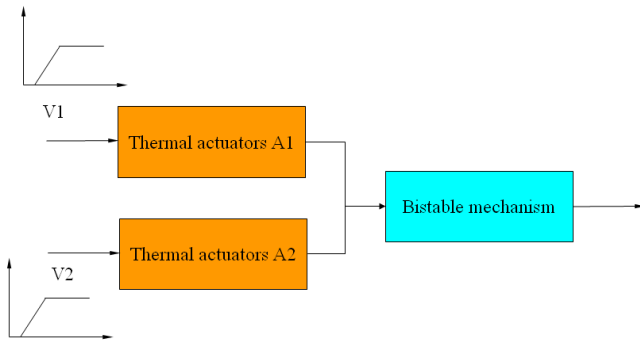 V1
Thermal actuators A1
Bistable mechanism
Thermal actuators A2
V2